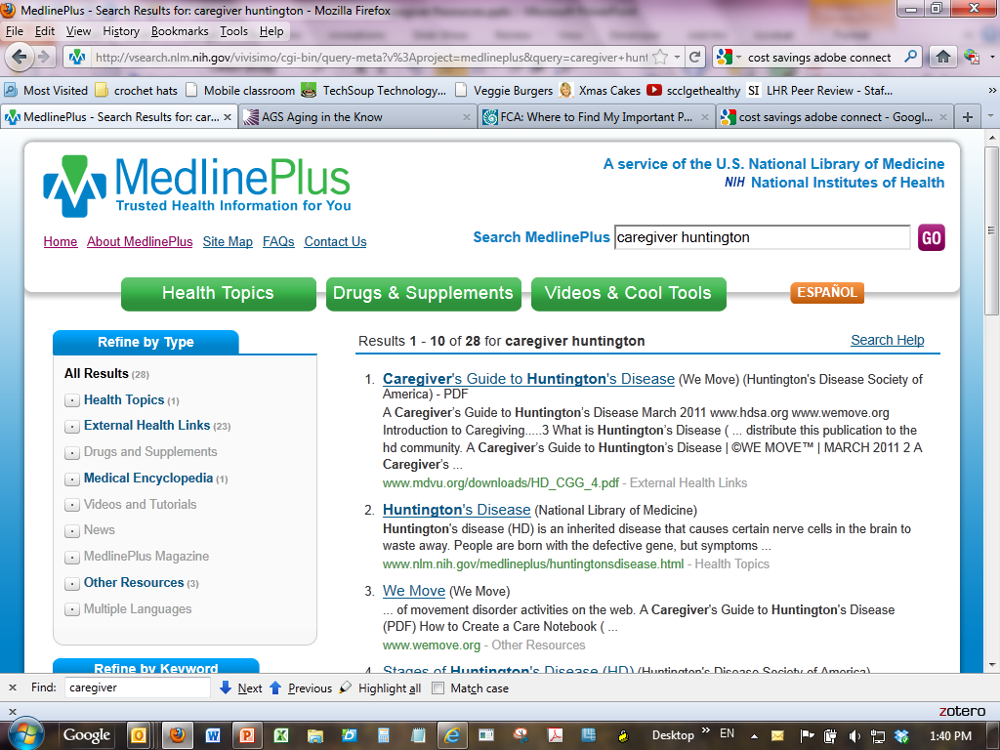 MedlinePlus - Search Results for: caregiver huntington - Mozilla Firefox
File Edit View History Bookmarks Tools Help
http://vsearch.nlm.nih.gov/vivisimo/cgi-bin/query-meta?v%3Aproject=medlineplus&query=caregiver+hun
cost savings adobe connect
Most Visited crochet hats Mobile classroom TechSoup Technology... Veggie Burgers Xmas Cakes scclgethealthy SI LHR Peer Review - Staf... »
MedlinePlus - Search Results for: car... AGS Aging in the Know FCA: Where to Find My Important P... cost savings adobe connect - Googl...
MedlinePlus
Trusted Health Information for You
A service of the U.S. National Library of Medicine
NIH National Institutes of Health
Home About MedlinePlus Site Map FAQs Contact Us
Search MedlinePlus caregiver huntington GO
Health Topics Drugs & Supplements Videos & Cool Tools ESPAÑOL
Refine by Type
All Results (28)
Health Topics (1)
External Health Links (23)
Drugs and Supplements
Medical Encyclopedia (1)
Videos and Tutorials
News
MedlinePlus Magazine
Other Resources (3)
Multiple Languages
Refine by Keyword
Results 1 - 10 of 28 for caregiver huntington Search Help
1. Caregiver's Guide to Huntington's Disease (We Move) (Huntington's Disease Society of
America) - PDF
A Caregiver's Guide to Huntington's Disease March 2011 www.hdsa.org www.wemove.org
Introduction to Caregiving.....3 What is Huntington's Disease ( ... distribute this publication to the
hd community. A Caregiver's Guide to Huntington's Disease | ©WE MOVE™ | MARCH 2011 2 A
Caregiver's ...
www.mdvu.org/downloads/HD_CGG_4.pdf - External Health Links
2. Huntington's Disease (National Library of Medicine)
Huntington's disease (HD) is an inherited disease that causes certain nerve cells in the brain to
waste away. People are born with the defective gene, but symptoms ...
www.nlm.nih.gov/medlineplus/huntingtonsdisease.html - Health Topics
3. We Move (We Move)
... of movement disorder activities on the web. A Caregiver's Guide to Huntington's Disease
(PDF) How to Create a Care Notebook ( ...
www.wemove.org - Other Resources
4. Stages of Huntington's Disease (HD) (Huntington's Disease Society of America)
Find: caregiver Next Previous Highlight all Match case
zotero
Google Desktop » EN 1:40 PM